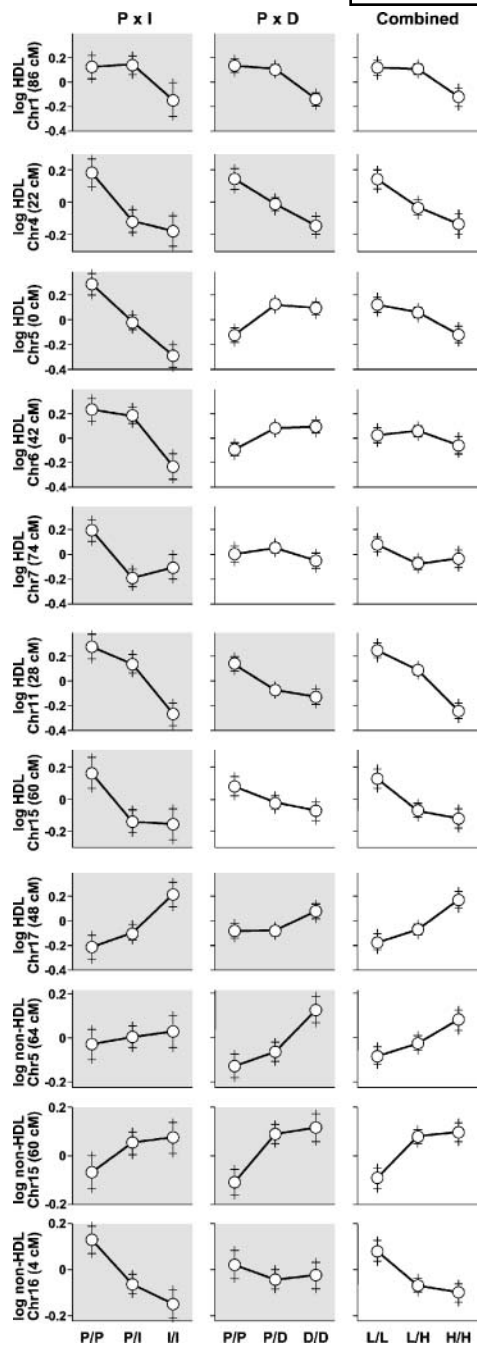 P x I P x D Combined
log HDL
Chr1 (86 cM)
0.2
0
-0.2
-0.4
log HDL
Chr4 (22 cM)
0.2
0
-0.2
log HDL
Chr5 (0 cM)
0.2
0
-0.2
-0.4
log HDL
Chr6 (42 cM)
0.2
0
-0.2
-0.4
log HDL
Chr7 (74 cM)
0.2
0
-0.2
-0.4
log HDL
Chr11 (28 cM)
0.2
0
-0.2
-0.4
log HDL
Chr15 (60 cM)
0.2
0
-0.2
log HDL
Chr17 (48 cM)
0.2
0
-0.2
-0.4
log non-HDL
Chr5 (64 cM)
0.2
0
-0.2
log non-HDL
Chr15 (60 cM)
0.2
0
-0.2
log non-HDL
Chr16 (4 cM)
0.2
0
-0.2
P/P P/I I/I P/P P/D D/D L/L L/H H/H